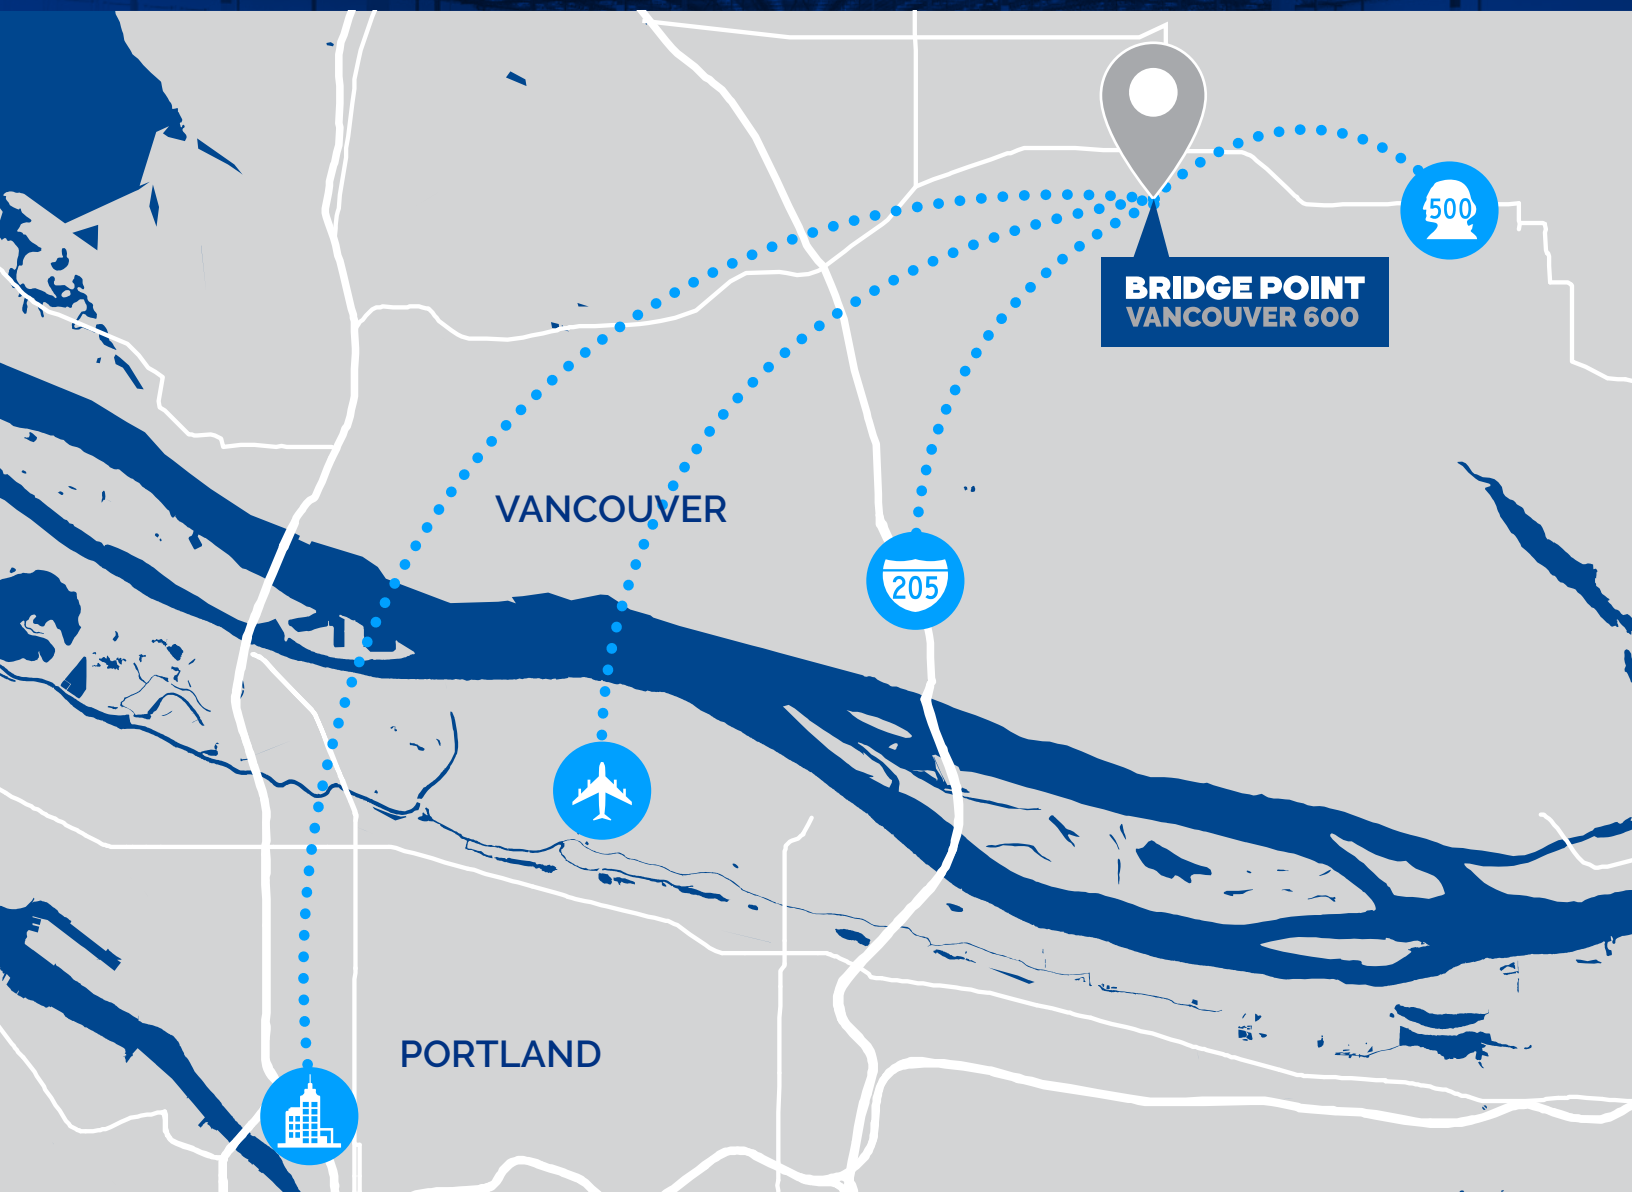 500
BRIDGE POINT
VANCOUVER 600
VANCOUVER
205
PORTLAND